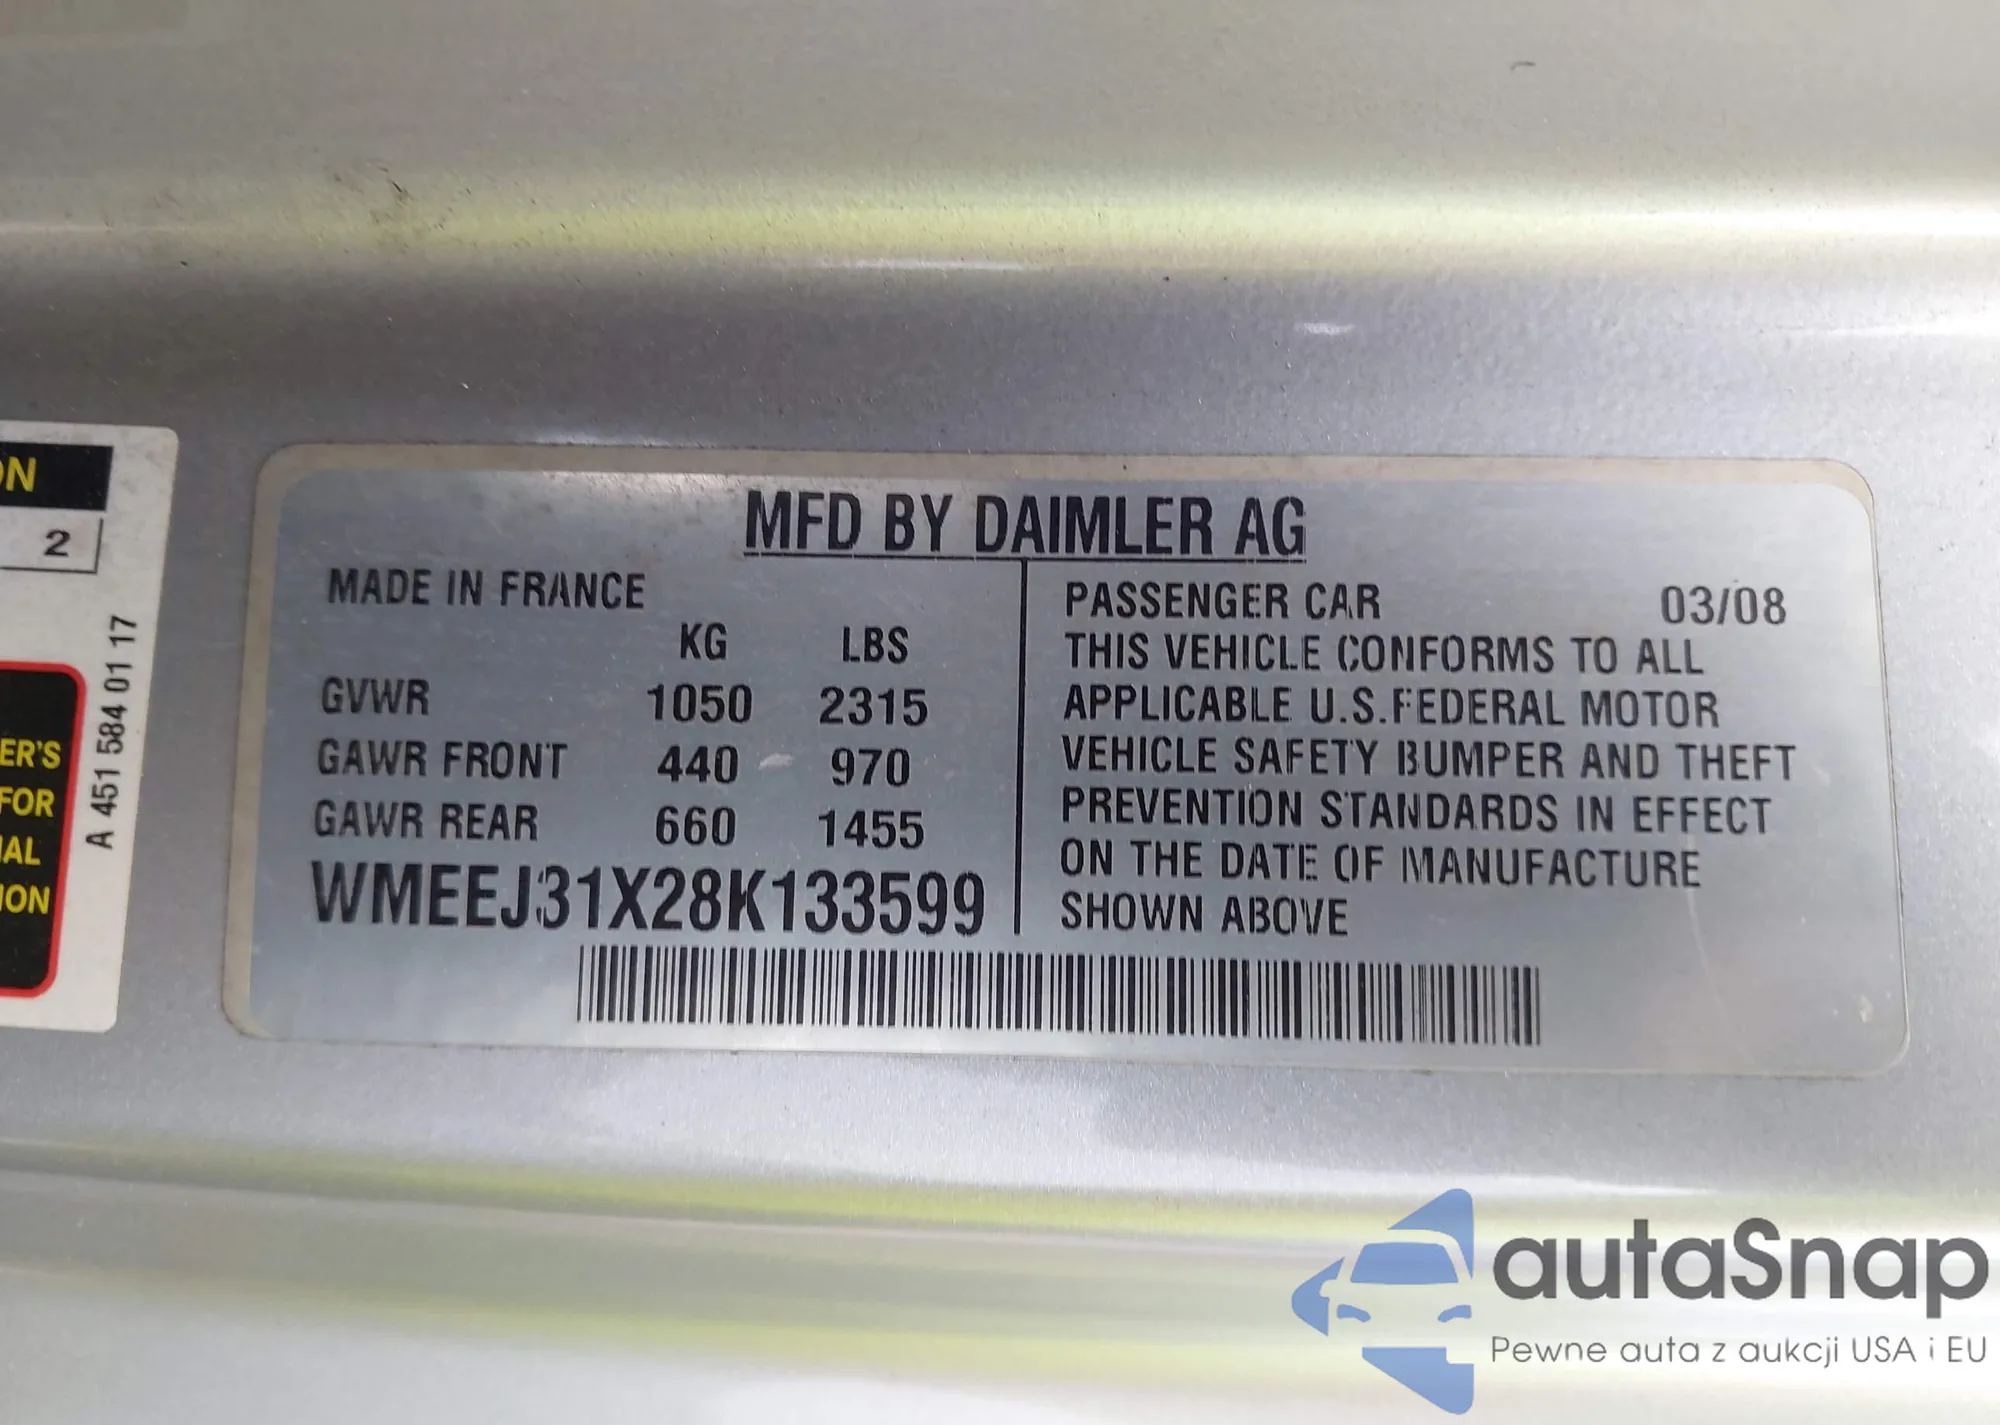 ON
2
ER'S
FOR
IAL
ION
A 451 584 01 17
MFD BY DAIMLER AG
MADE IN FRANCE
KG LBS
GVWR 1050 2315
GAWR FRONT 440 970
GAWR REAR 660 1455
WMEEJ31X28K133599
PASSENGER CAR 03/08
THIS VEHICLE CONFORMS TO ALL
APPLICABLE U.S.FEDERAL MOTOR
VEHICLE SAFETY BUMPER AND THEFT
PREVENTION STANDARDS IN EFFECT
ON THE DATE OF MANUFACTURE
SHOWN ABOVE
autaSnap
Pewne auta z aukcji USA i EU